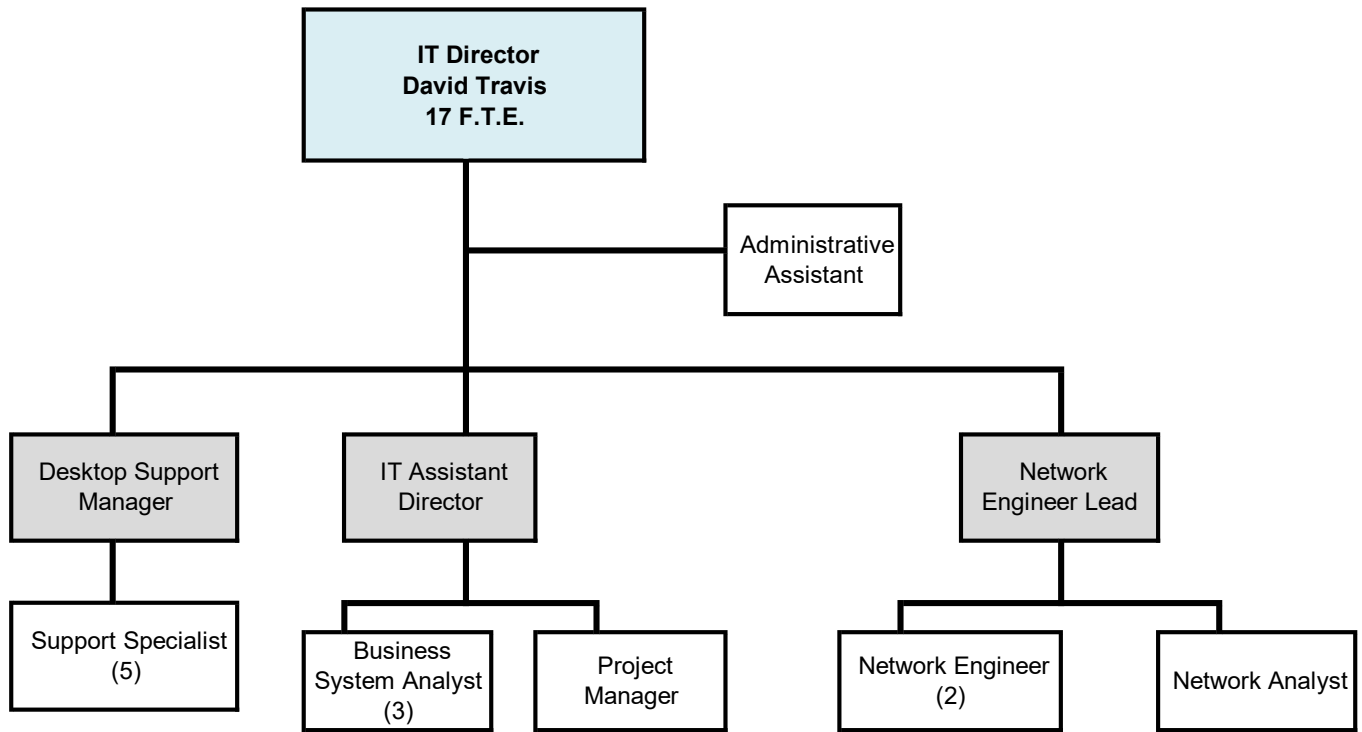 IT Director
David Travis
17 F.T.E.
Administrative
Assistant
Desktop Support
Manager
IT Assistant
Director
Network
Engineer Lead
Support Specialist
(5)
Business
System Analyst
(3)
Project
Manager
Network Engineer
(2)
Network Analyst